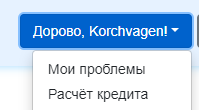 Дорово, Korchvagen!
Мои проблемы
Расчёт кредита